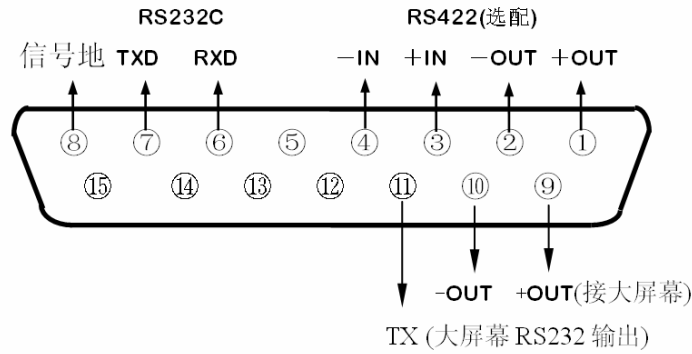 RS232C RS422(选配)
信号地 TXD RXD －IN ＋IN －OUT ＋OUT
⑧ ⑦ ⑥ ⑤ ④ ③ ② ①
⑮ ⑭ ⑬ ⑫ ⑪ ⑩ ⑨
-OUT +OUT(接大屏幕)
TX (大屏幕 RS232 输出)